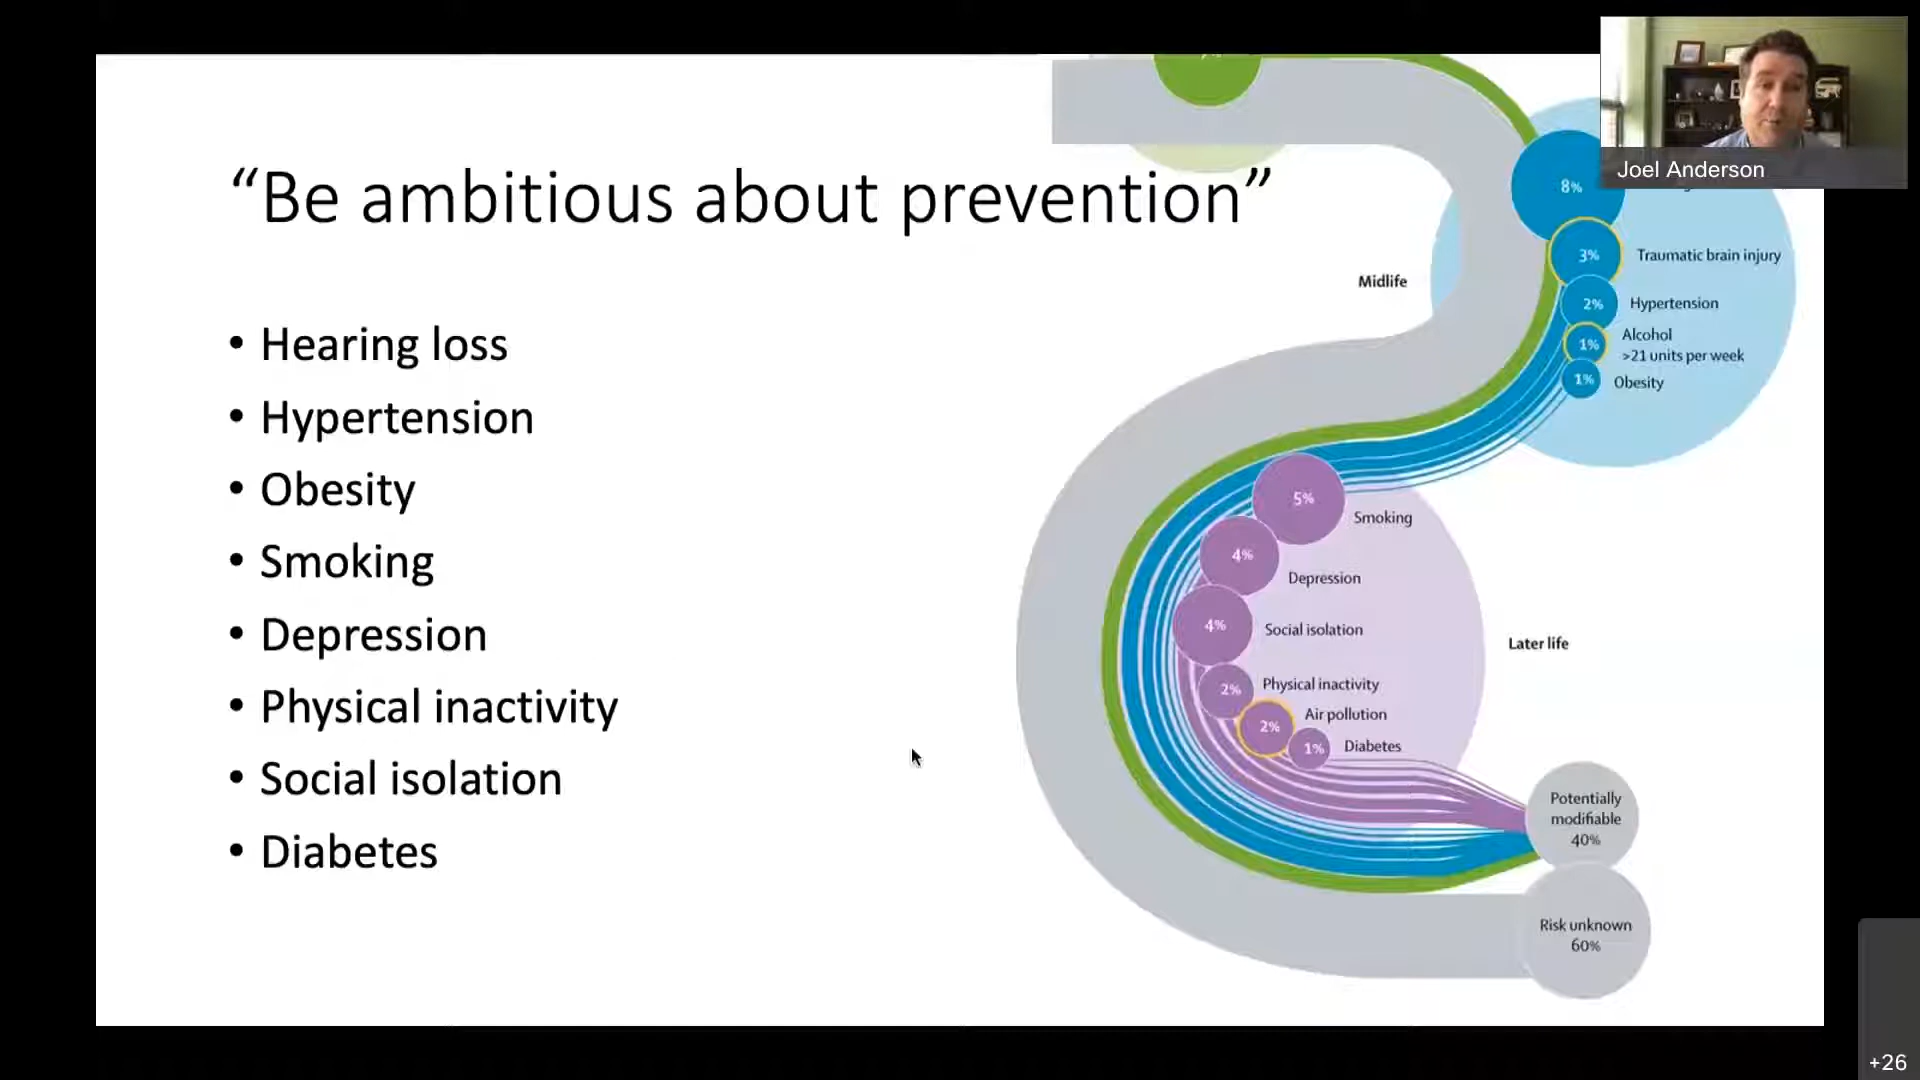 “Be ambitious about prevention”
• Hearing loss
• Hypertension
• Obesity
• Smoking
• Depression
• Physical inactivity
• Social isolation
• Diabetes
Joel Anderson
8%
3% Traumatic brain injury
Midlife
2% Hypertension
1% Alcohol
>21 units per week
1% Obesity
5% Smoking
4% Depression
4% Social isolation
Later life
2% Physical inactivity
2% Air pollution
1% Diabetes
Potentially
modifiable
40%
Risk unknown
60%
+26